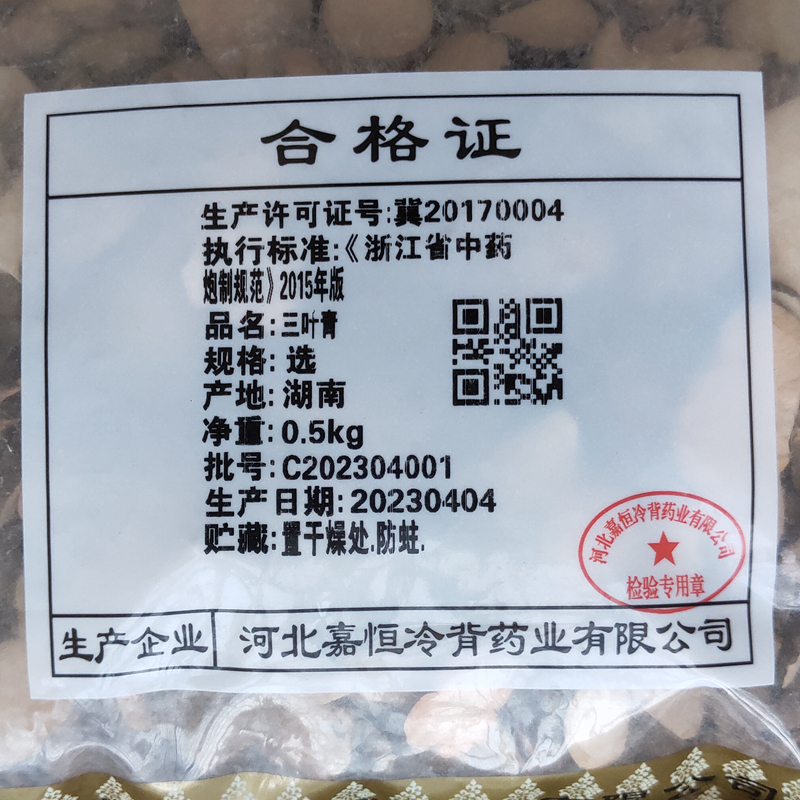 合格证
生产许可证号:冀20170004
执行标准:《浙江省中药
炮制规范》2015年版
品名:三叶青
规格:选
产地:湖南
净重:0.5kg
批号:C202304001
生产日期:20230404
贮藏:置干燥处.防蛀.
河北嘉恒冷背药业有限公司
检验专用章
生产企业 河北嘉恒冷背药业有限公司